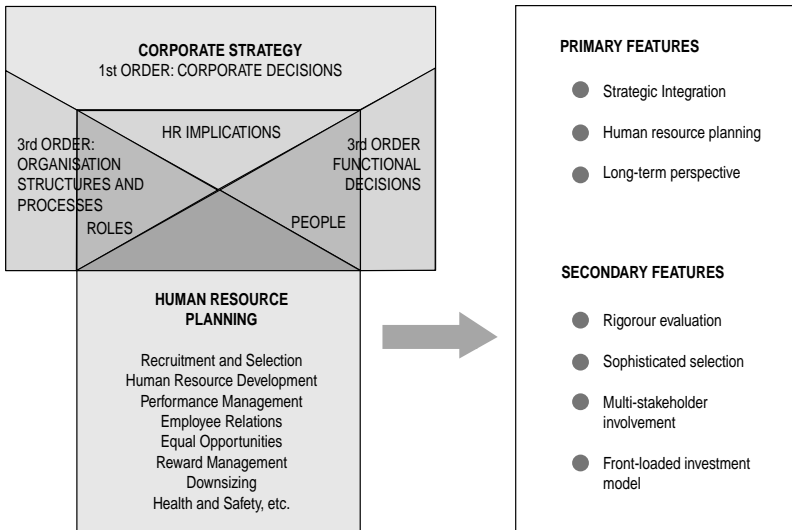 CORPORATE STRATEGY
1st ORDER: CORPORATE DECISIONS
HR IMPLICATIONS
3rd ORDER:
ORGANISATION
STRUCTURES AND
PROCESSES
3rd ORDER
FUNCTIONAL
DECISIONS
ROLES
PEOPLE
HUMAN RESOURCE
PLANNING
Recruitment and Selection
Human Resource Development
Performance Management
Employee Relations
Equal Opportunities
Reward Management
Downsizing
Health and Safety, etc.
PRIMARY FEATURES
Strategic Integration
Human resource planning
Long-term perspective
SECONDARY FEATURES
Rigorour evaluation
Sophisticated selection
Multi-stakeholder
involvement
Front-loaded investment
model